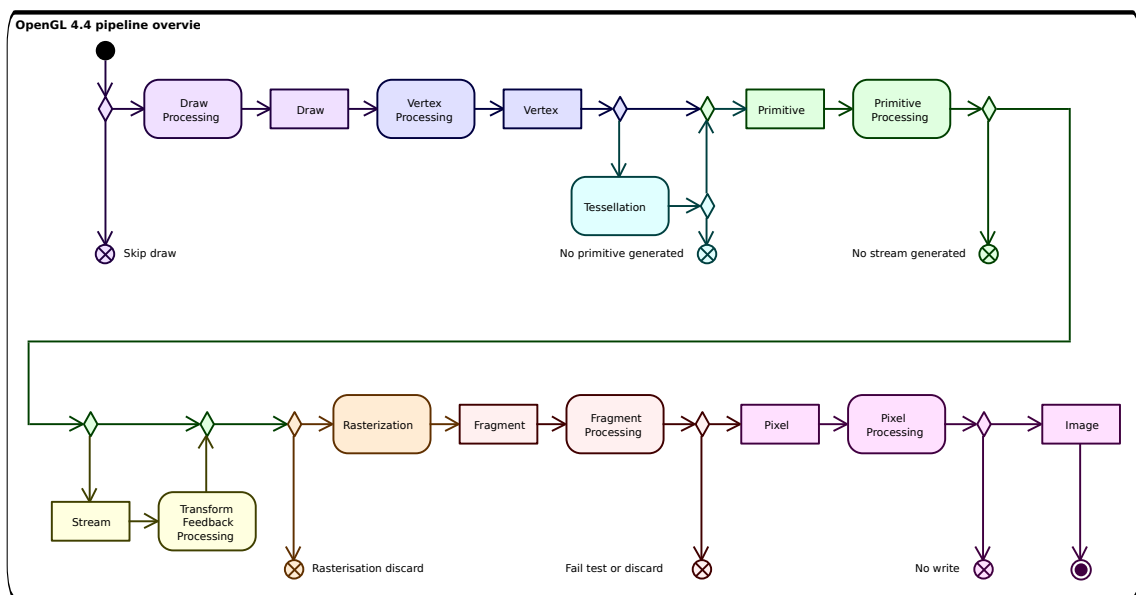 OpenGL 4.4 pipeline overvie
Draw
Processing
Draw
Vertex
Processing
Vertex
Primitive
Primitive
Processing
Tessellation
Skip draw
No primitive generated
No stream generated
Rasterization
Fragment
Fragment
Processing
Pixel
Pixel
Processing
Image
Stream
Transform
Feedback
Processing
Rasterisation discard
Fail test or discard
No write